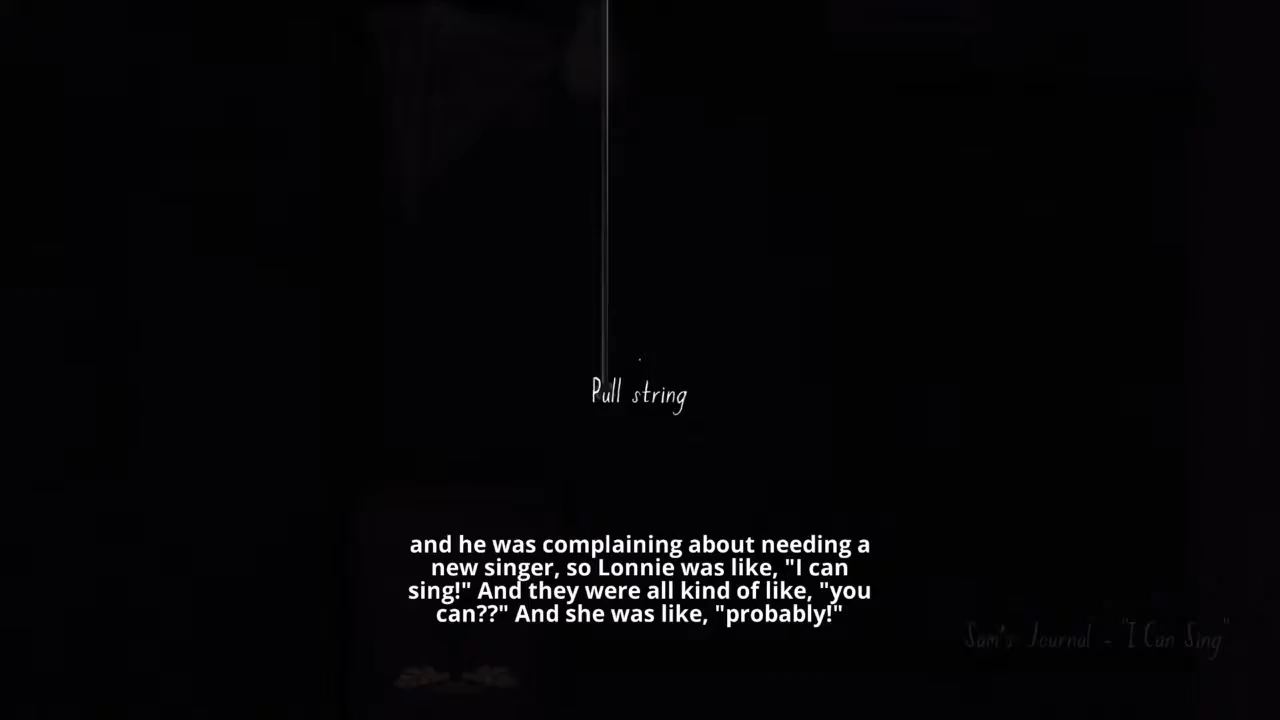 Pull string
and he was complaining about needing a
new singer, so Lonnie was like, "I can
sing!" And they were all kind of like, "you
can??" And she was like, "probably!"
Sam's Journal - "I Can Sing"